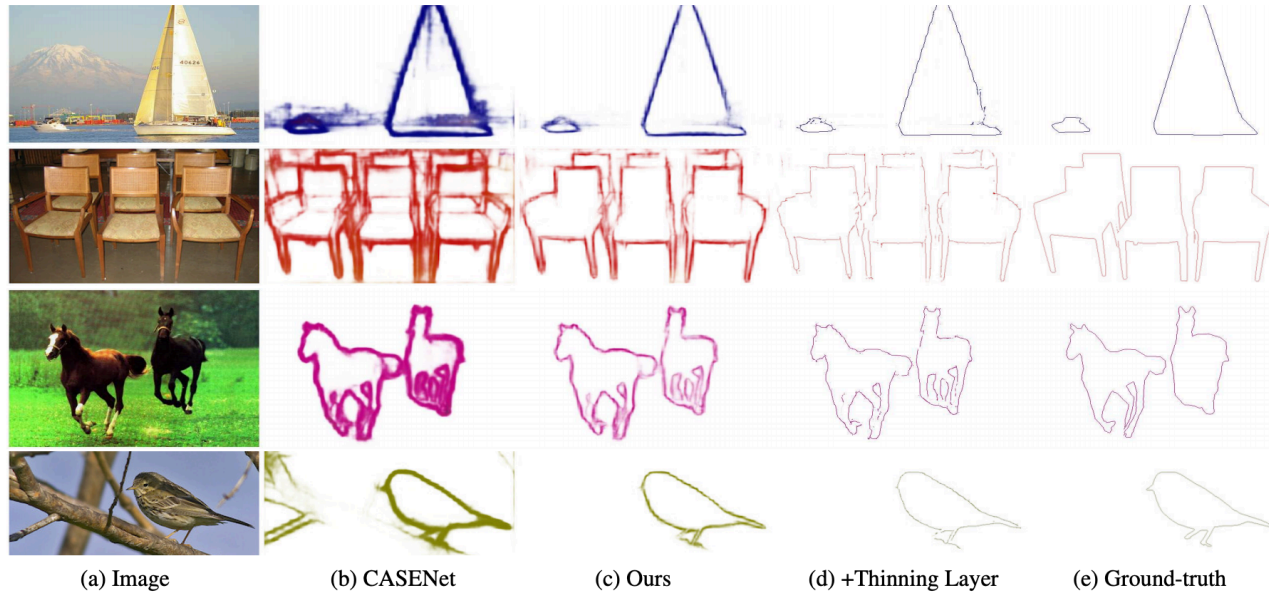 40626
(a) Image
(b) CASENet
(c) Ours
(d) +Thinning Layer
(e) Ground-truth